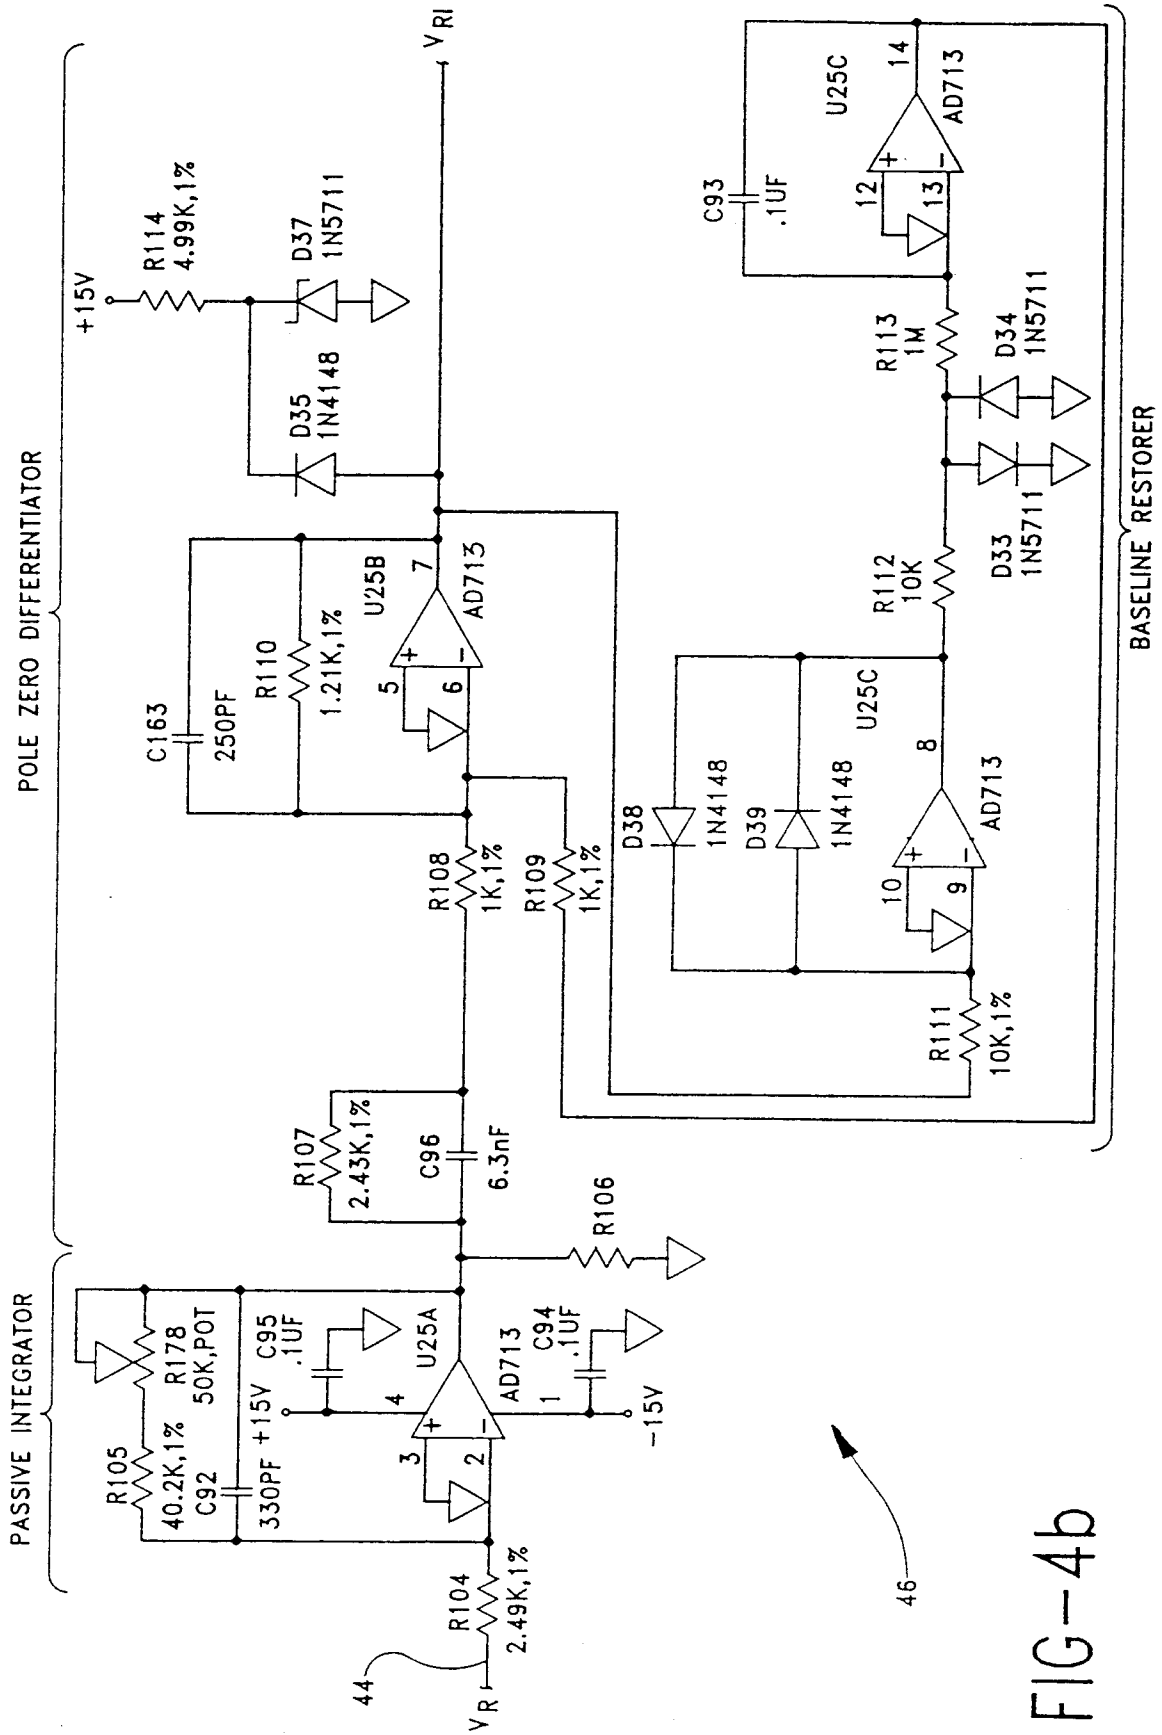 PASSIVE INTEGRATOR
POLE ZERO DIFFERENTIATOR
V R
44
R104
2.49K,1%
R105
40.2K,1%
R178
50K,POT
C92
330PF
+15V
C95
.1UF
3
2
4
1
U25A
AD713
C94
.1UF
-15V
R106
R107
2.43K,1%
C96
6.3nF
R108
1K,1%
R109
1K,1%
C163
250PF
R110
1.21K,1%
5
6
7
U25B
AD713
D35
1N4148
+15V
R114
4.99K,1%
D37
1N5711
V RI
R111
10K,1%
D38
1N4148
D39
1N4148
10
9
8
U25C
AD713
R112
10K
D33
1N5711
D34
1N5711
R113
1M
C93
.1UF
12
13
14
U25C
AD713
BASELINE RESTORER
46
FIG-4b